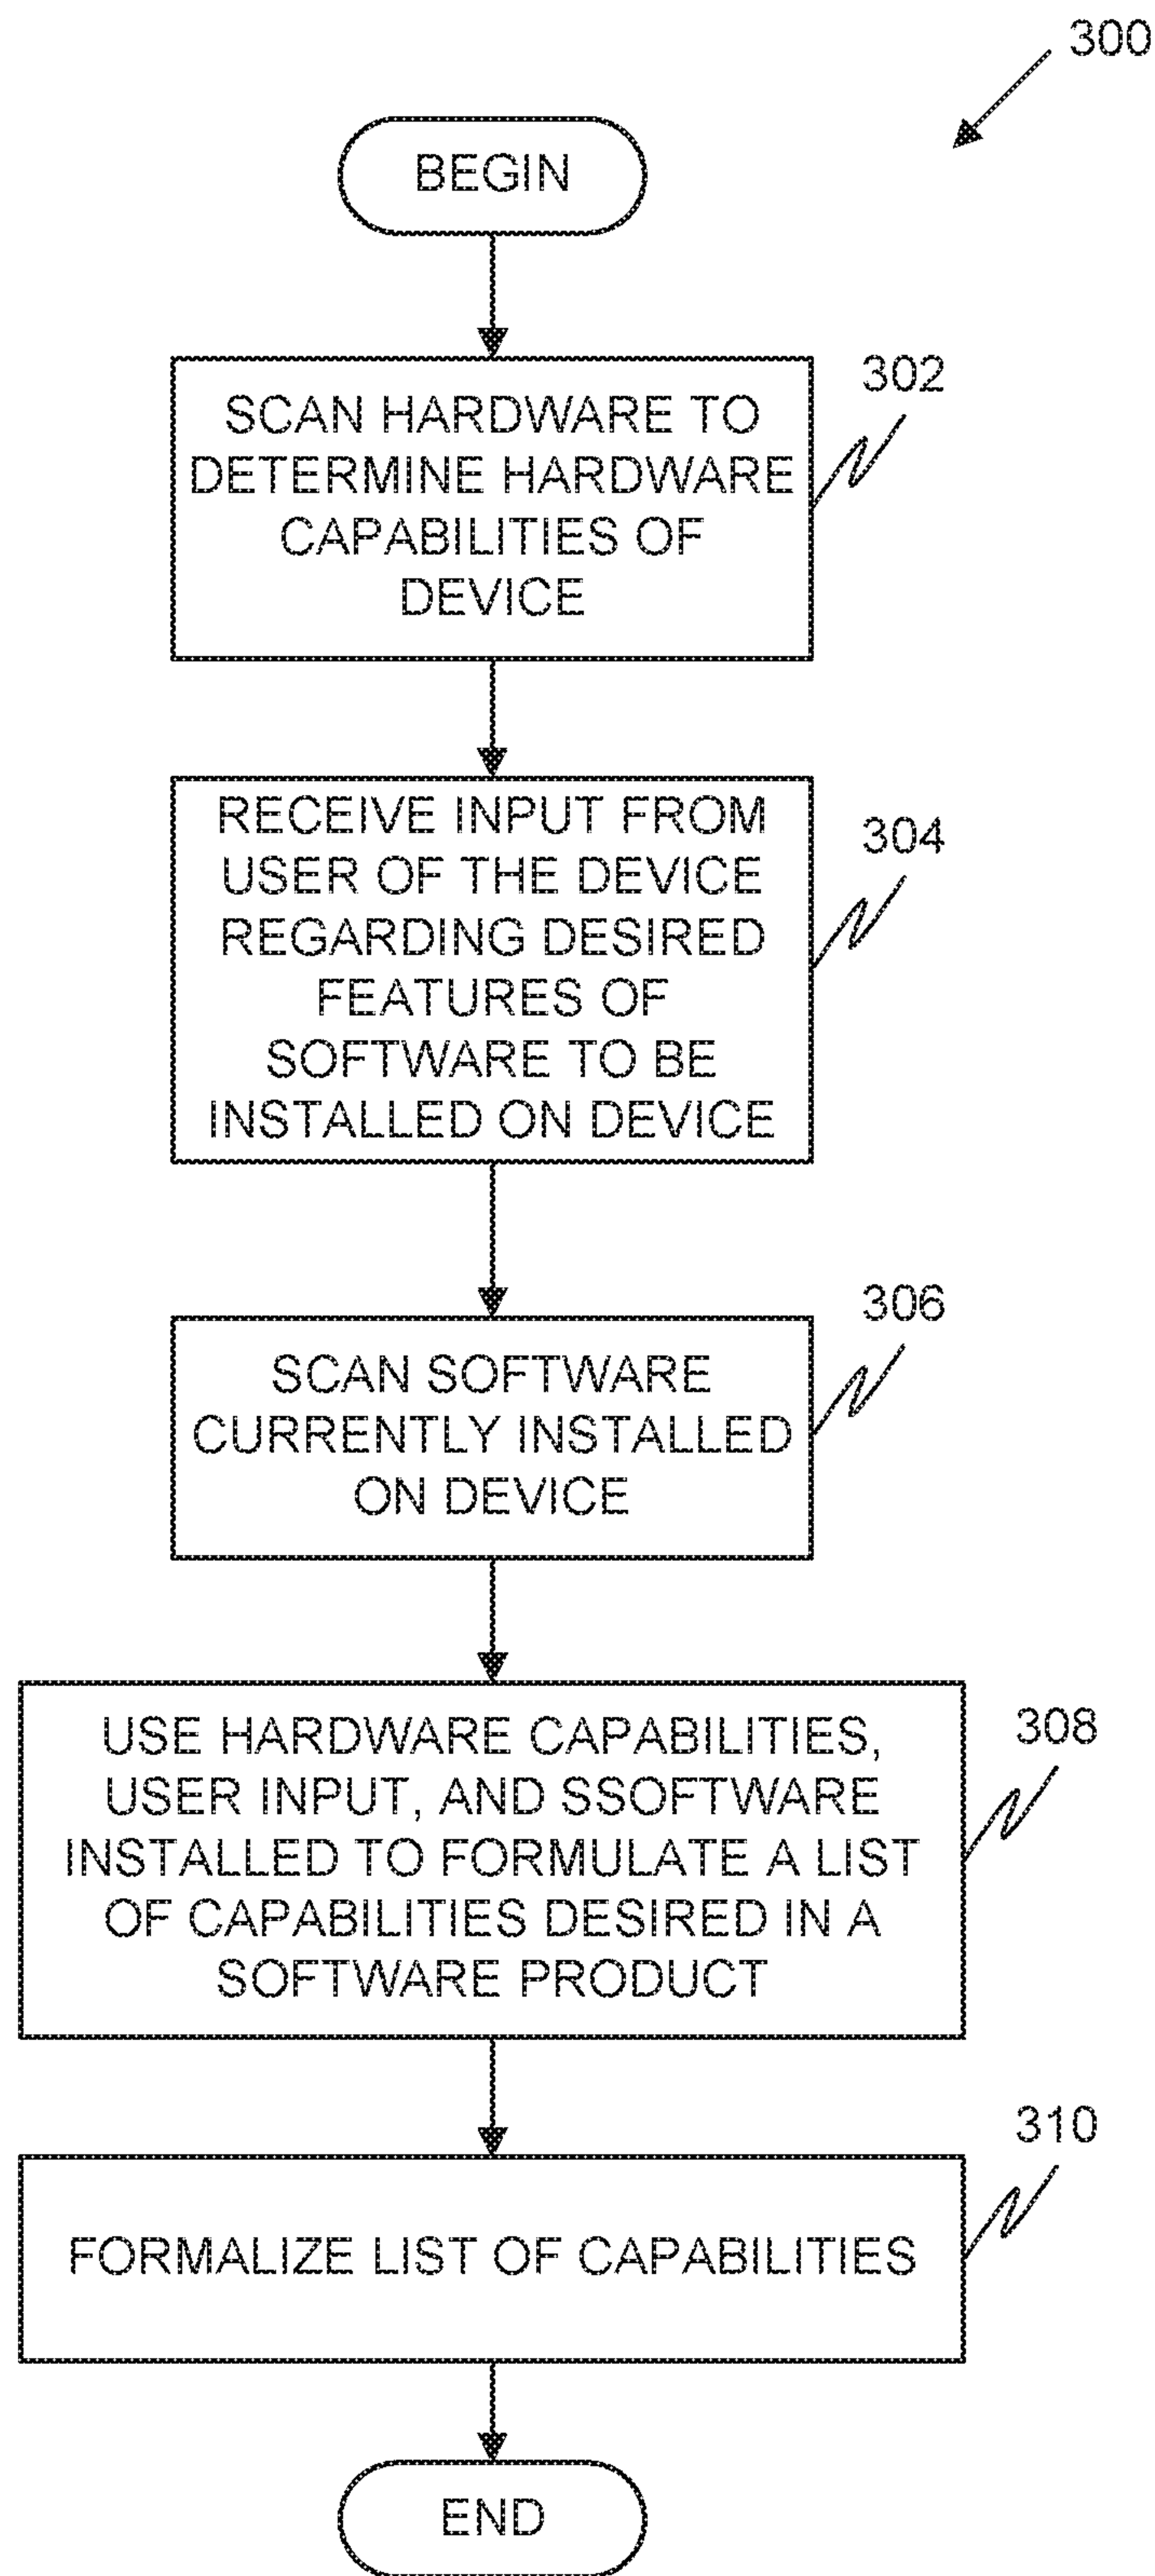 300
BEGIN
302
SCAN HARDWARE TO
DETERMINE HARDWARE
CAPABILITIES OF
DEVICE
304
RECEIVE INPUT FROM
USER OF THE DEVICE
REGARDING DESIRED
FEATURES OF
SOFTWARE TO BE
INSTALLED ON DEVICE
306
SCAN SOFTWARE
CURRENTLY INSTALLED
ON DEVICE
308
USE HARDWARE CAPABILITIES,
USER INPUT, AND SSOFTWARE
INSTALLED TO FORMULATE A LIST
OF CAPABILITIES DESIRED IN A
SOFTWARE PRODUCT
310
FORMALIZE LIST OF CAPABILITIES
END